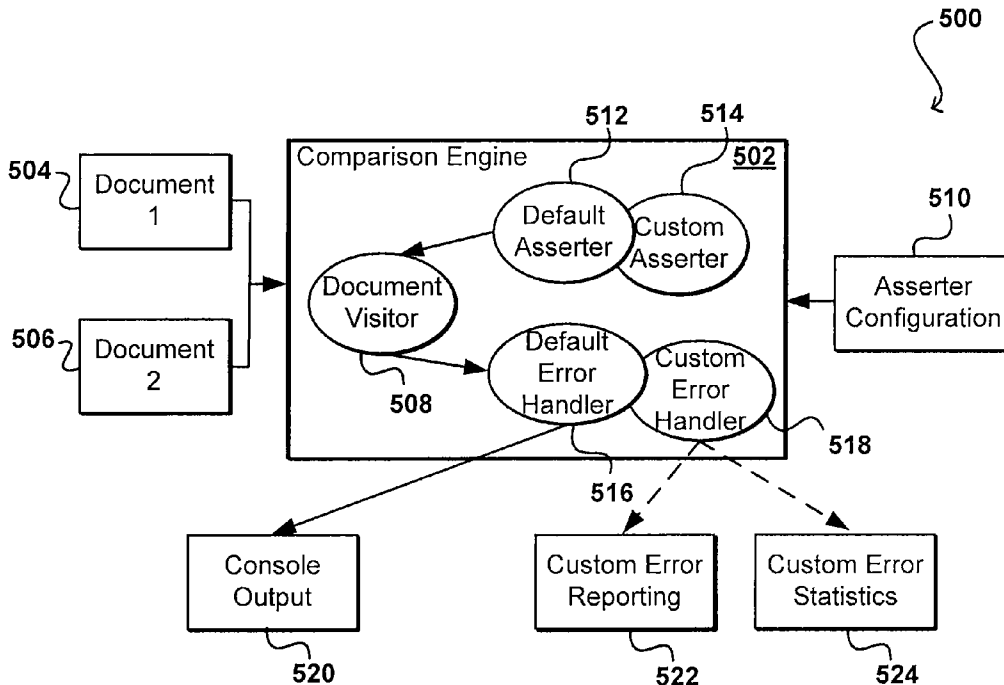 500
512
514
504
Document
1
Comparison Engine
502
510
Default
Asserter
Custom
Asserter
Asserter
Configuration
Document
Visitor
506
Document
2
508
Default
Error
Handler
Custom
Error
Handler
518
516
Console
Output
Custom Error
Reporting
Custom Error
Statistics
520
522
524